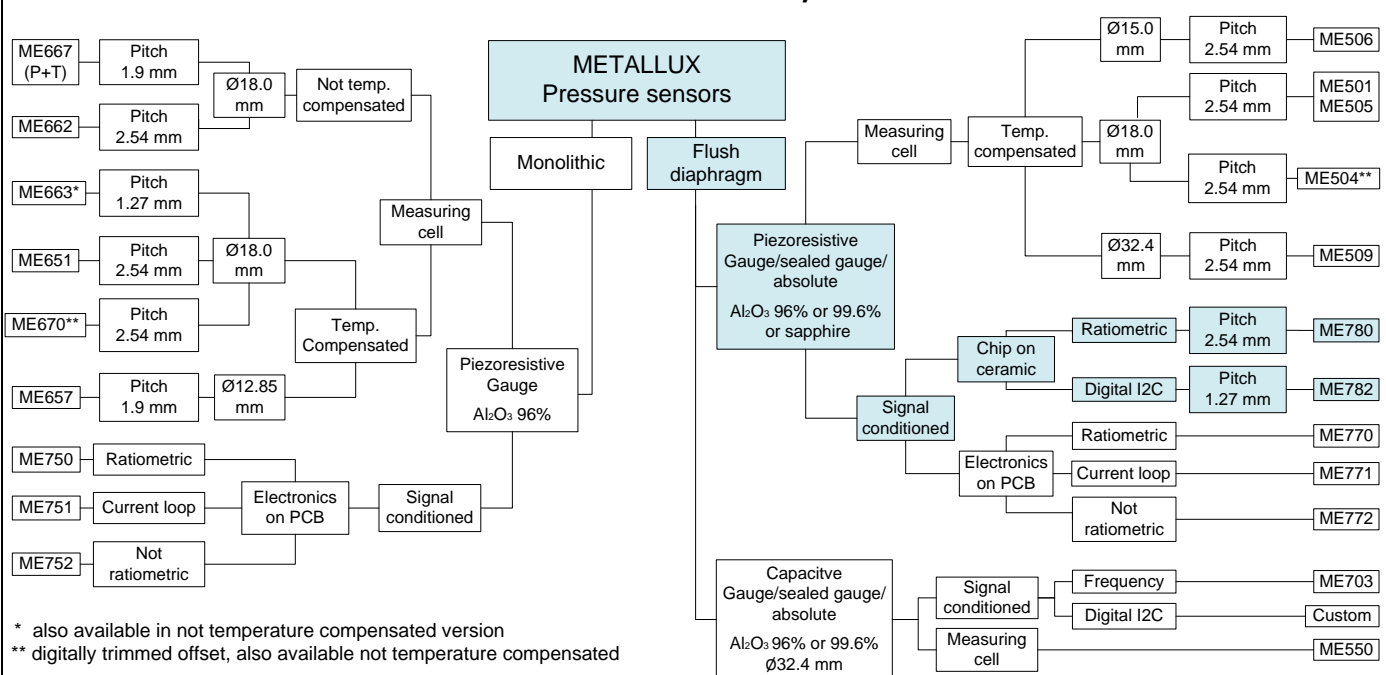 METALLUX
Pressure sensors
Monolithic
Flush
diaphragm
ME667
(P+T)
Pitch
1.9 mm
Ø18.0
mm
Not temp.
compensated
ME662
Pitch
2.54 mm
ME663*
Pitch
1.27 mm
ME651
Pitch
2.54 mm
Ø18.0
mm
ME670**
Pitch
2.54 mm
Temp.
Compensated
ME657
Pitch
1.9 mm
Ø12.85
mm
Measuring
cell
Piezoresistive
Gauge
Al2O3 96%
ME750
Ratiometric
ME751
Current loop
Electronics
on PCB
Signal
conditioned
ME752
Not
ratiometric
* also available in not temperature compensated version
** digitally trimmed offset, also available not temperature compensated
Piezoresistive
Gauge/sealed gauge/
absolute
Al2O3 96% or 99.6%
or sapphire
Measuring
cell
Temp.
compensated
Ø15.0
mm
Pitch
2.54 mm
ME506
Ø18.0
mm
Pitch
2.54 mm
ME501
ME505
Pitch
2.54 mm
ME504**
Ø32.4
mm
Pitch
2.54 mm
ME509
Signal
conditioned
Chip on
ceramic
Ratiometric
Pitch
2.54 mm
ME780
Digital I2C
Pitch
1.27 mm
ME782
Electronics
on PCB
Ratiometric
ME770
Current loop
ME771
Not
ratiometric
ME772
Capacitve
Gauge/sealed gauge/
absolute
Al2O3 96% or 99.6%
Ø32.4 mm
Signal
conditioned
Frequency
ME703
Digital I2C
Custom
Measuring
cell
ME550